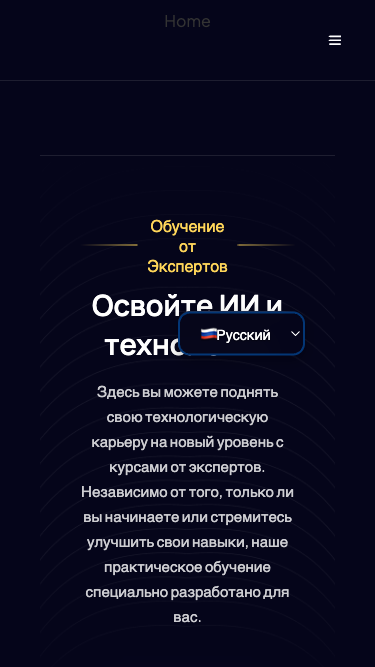 Home
Обучение
от
Экспертов
Освойте ИИ и
Русский
Здесь вы можете поднять
свою технологическую
карьеру на новый уровень с
курсами от экспертов.
Независимо от того, только ли
вы начинаете или стремитесь
улучшить свои навыки, наше
практическое обучение
специально разработано для
вас.